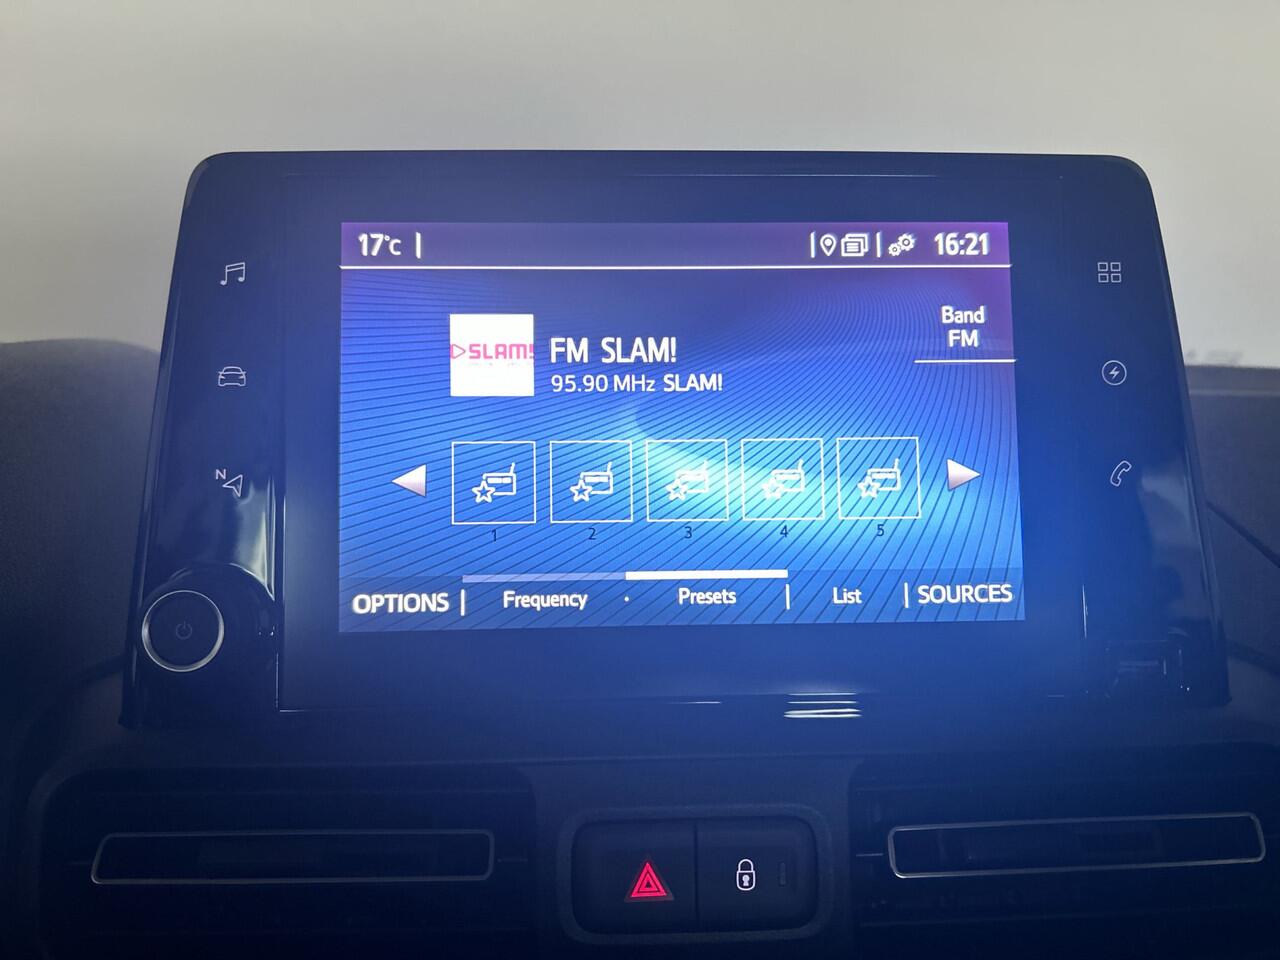 17°C
16:21
Band
FM
SLAM!
FM SLAM!
95.90 MHz SLAM!
N
1 2 3 4 5
OPTIONS Frequency · Presets List SOURCES